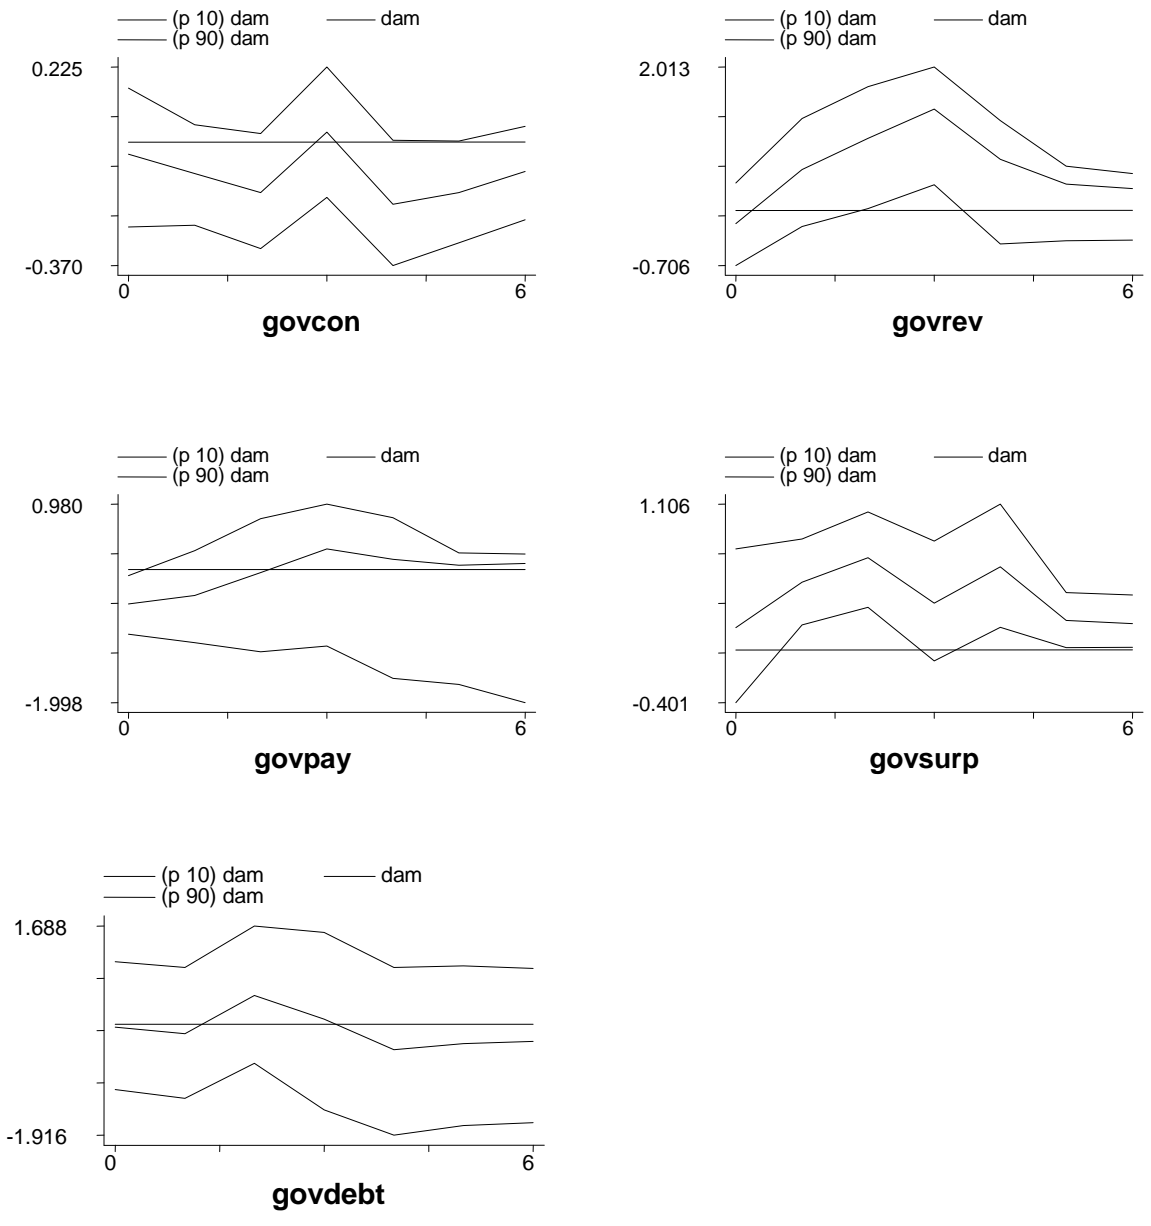 (p 10) dam dam
(p 90) dam
0.225
-0.370
0 6
govcon
(p 10) dam dam
(p 90) dam
2.013
-0.706
0 6
govrev
(p 10) dam dam
(p 90) dam
0.980
-1.998
0 6
govpay
(p 10) dam dam
(p 90) dam
1.106
-0.401
0 6
govsurp
(p 10) dam dam
(p 90) dam
1.688
-1.916
0 6
govdebt